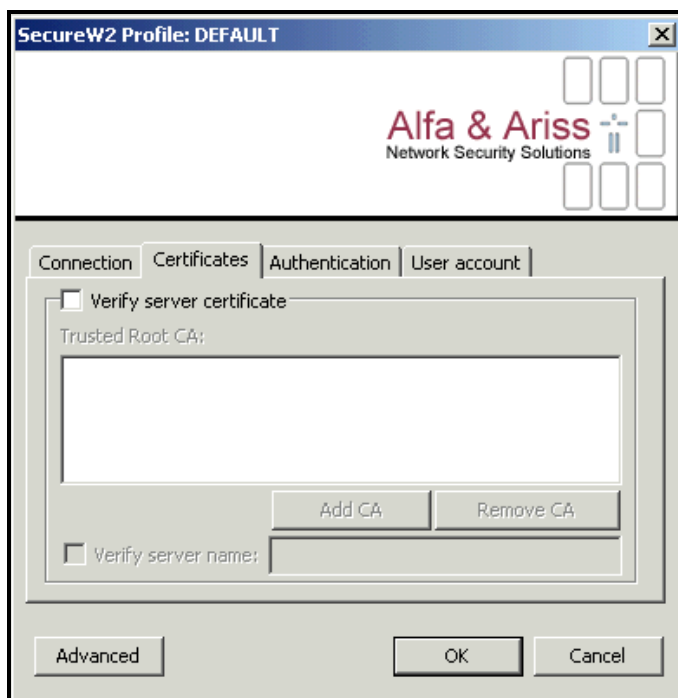 SecureW2 Profile: DEFAULT
Alfa & Ariss
Network Security Solutions
Connection Certificates Authentication User account
Verify server certificate
Trusted Root CA:
Add CA Remove CA
Verify server name:
Advanced OK Cancel